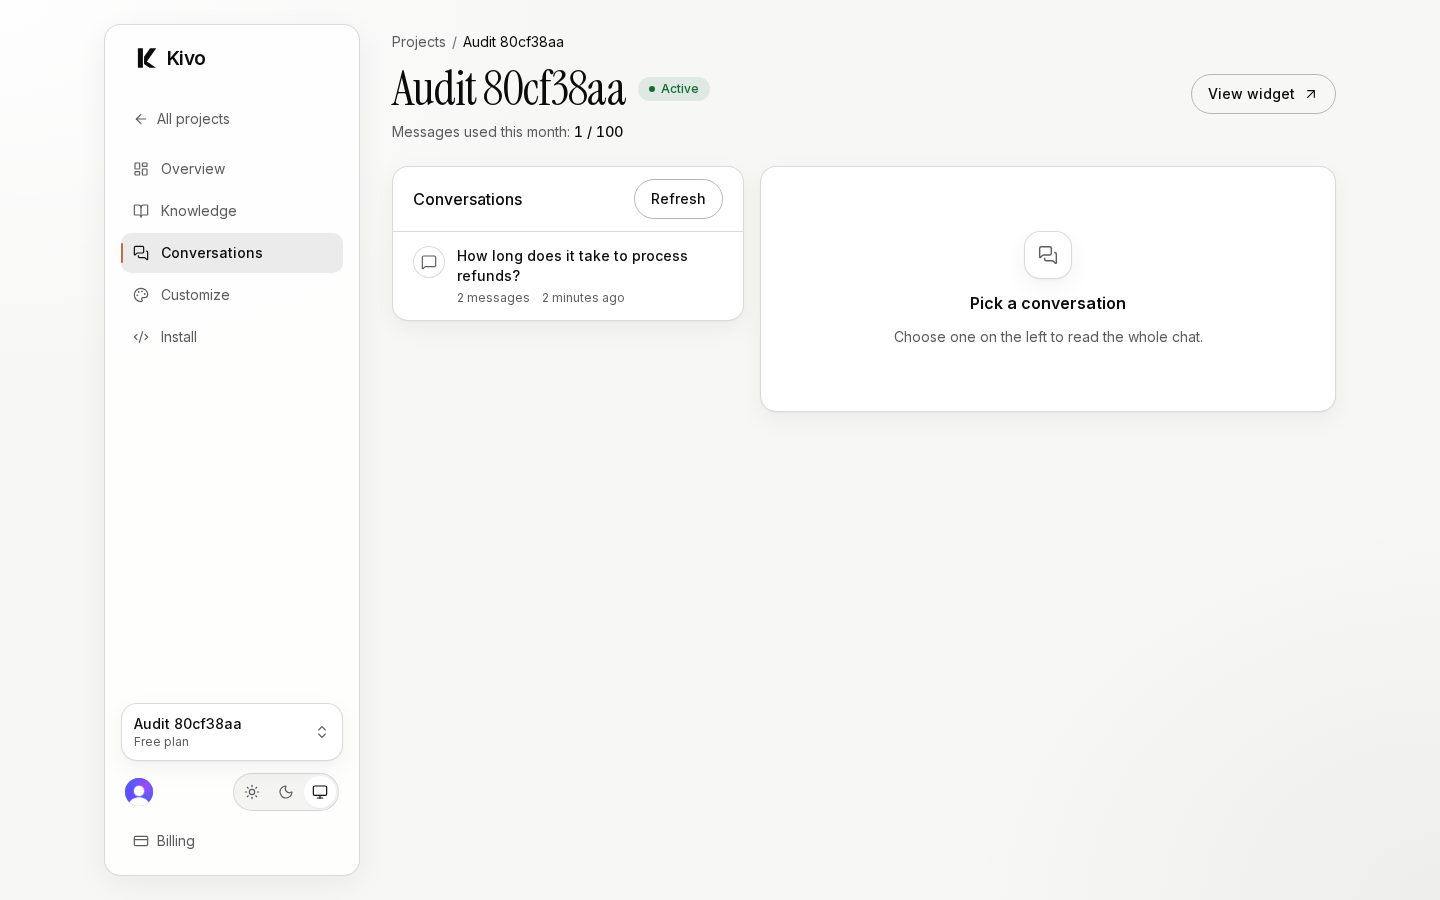 Kivo
All projects
Overview
Knowledge
Conversations
Customize
Install
Audit 80cf38aa
Free plan
Billing
Projects / Audit 80cf38aa
Audit 80cf38aa
Active
Messages used this month: 1 / 100
View widget
Conversations
Refresh
How long does it take to process
refunds?
2 messages 2 minutes ago
Pick a conversation
Choose one on the left to read the whole chat.